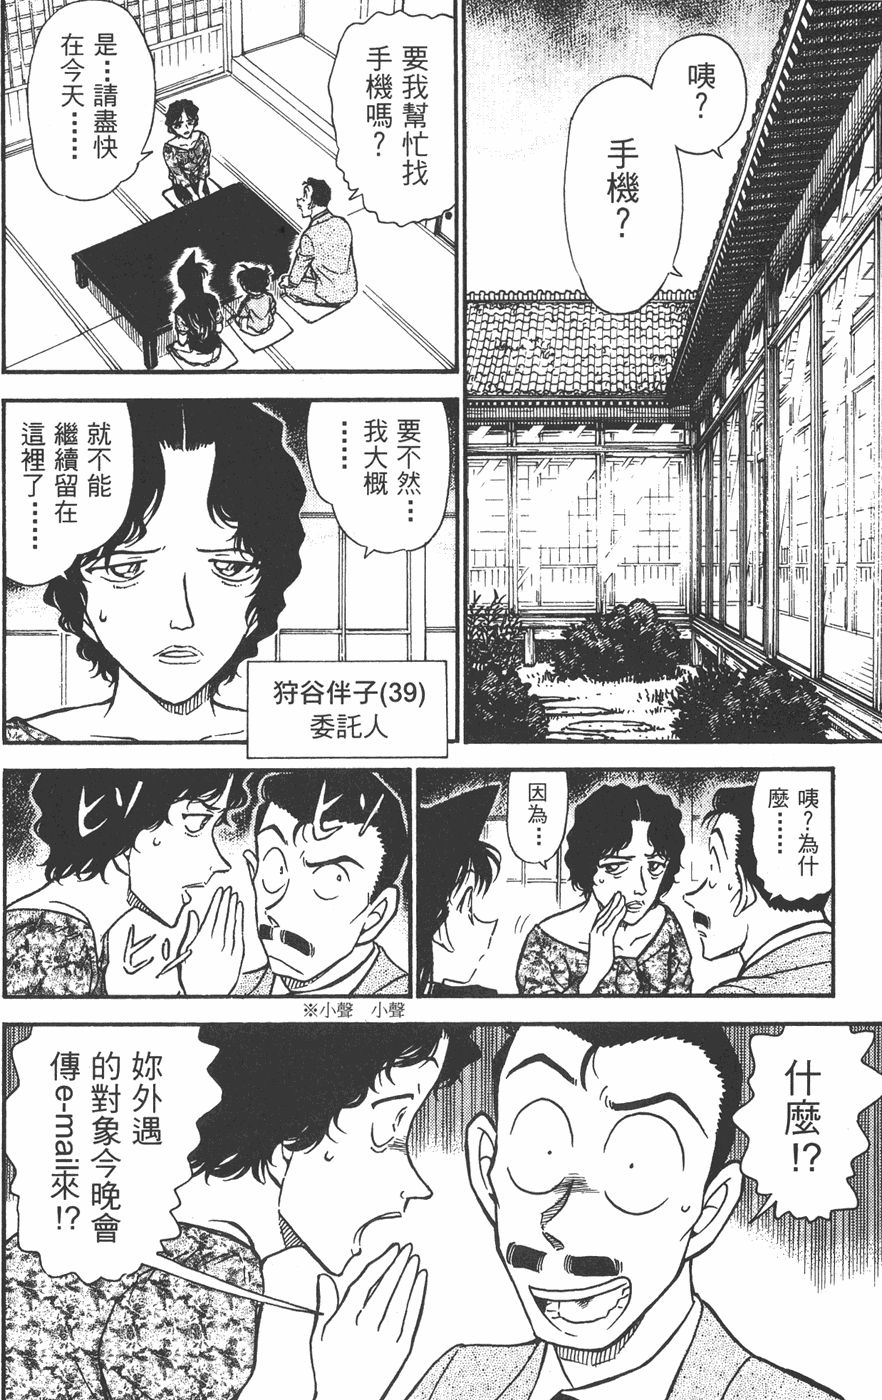 咦?
手機?
要我幫忙找
手機嗎?
是…請盡快
在今天……
要不然…
我大概
……
就不能
繼續留在
這裡了……
狩谷伴子(39)
委託人
咦?為什
麼……
因為…
ヒソ
ヒソ
※小聲 小聲
什麼!?
妳外遇
的對象今晚會
傳e-mail來!?